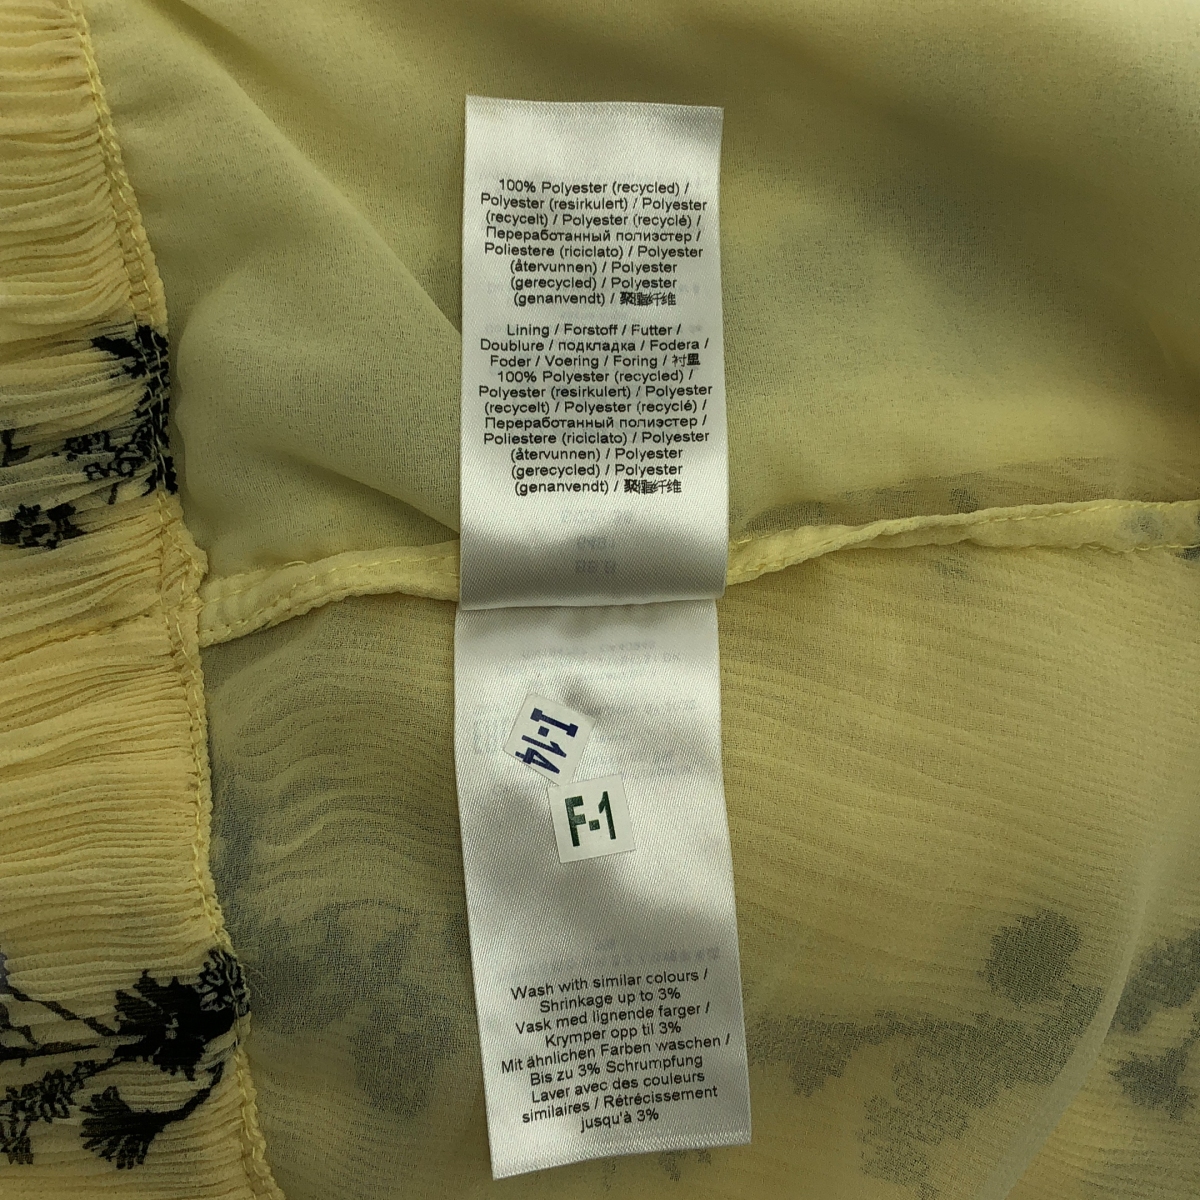 100% Polyester (recycled) /
Polyester (resirkulert) / Polyester
(recycelt) / Polyester (recyclé) /
Переработанный полиэстер /
Poliestere (riciclato) / Polyester
(återvunnen) / Polyester
(gerecycled) / Polyester
(genanvendt) / 聚酯纤维
Lining / Forstoff / Futter /
Doublure / подкладка / Fodera /
Foder / Voering / Foring / 衬里
100% Polyester (recycled) /
Polyester (resirkulert) / Polyester
(recycelt) / Polyester (recyclé) /
Переработанный полиэстер /
Poliestere (riciclato) / Polyester
(återvunnen) / Polyester
(gerecycled) / Polyester
(genanvendt) / 聚酯纤维
I-14
F-1
Wash with similar colours /
Shrinkage up to 3%
Vask med lignende farger /
Krymper opp til 3%
Mit ähnlichen Farben waschen /
Bis zu 3% Schrumpfung
Laver avec des couleurs
similaires / Rétrécissement
jusqu'à 3%